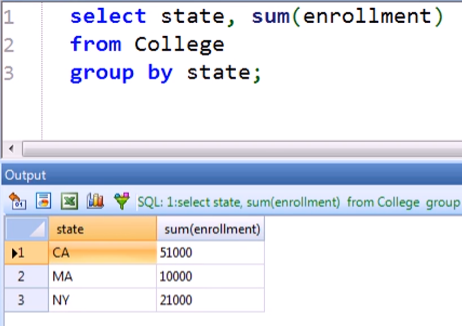 1 select state, sum(enrollment)
2 from College
3 group by state;
Output
SQL: 1:select state, sum(enrollment) from College group
state sum(enrollment)
1 CA 51000
2 MA 10000
3 NY 21000